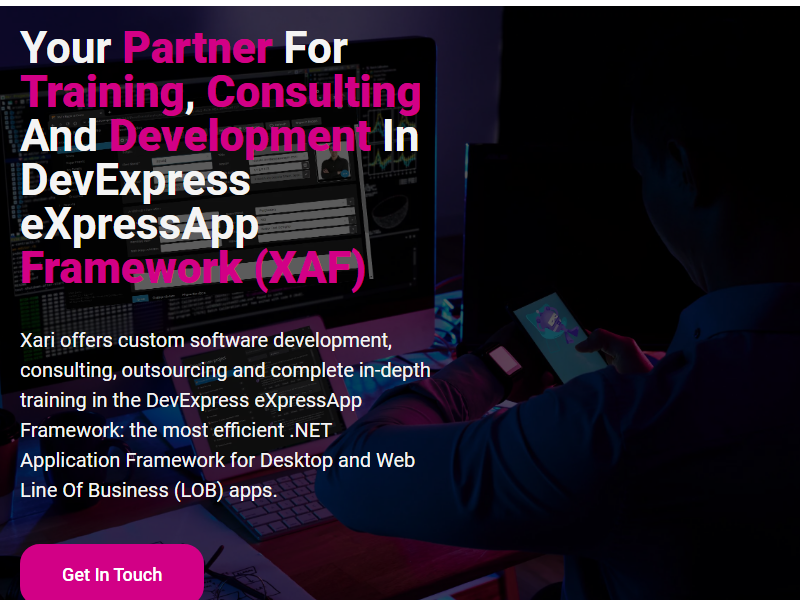 Your Partner For
Training, Consulting
And Development In
DevExpress
eXpressApp
Framework (XAF)
Xari offers custom software development,
consulting, outsourcing and complete in-depth
training in the DevExpress eXpressApp
Framework: the most efficient .NET
Application Framework for Desktop and Web
Line Of Business (LOB) apps.
Get In Touch